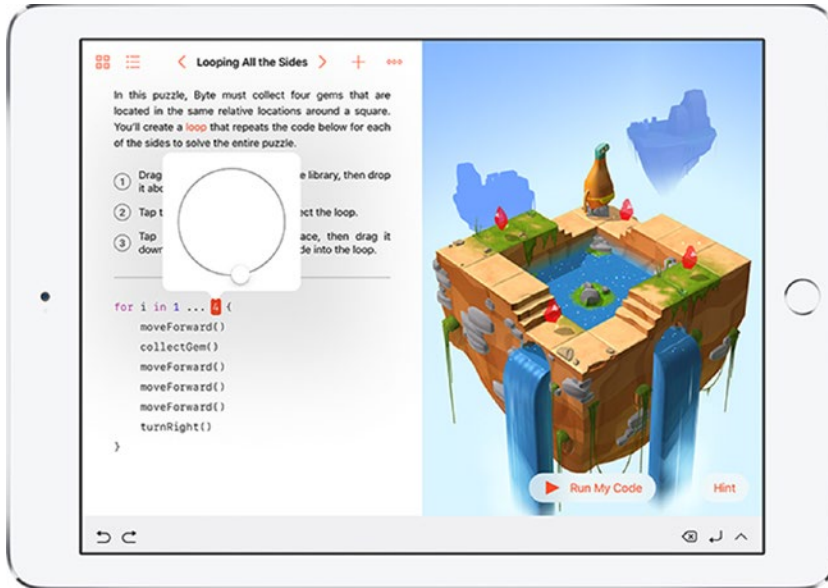 Looping All the Sides
In this puzzle, Byte must collect four gems that are
located in the same relative locations around a square.
You'll create a loop that repeats the code below for each
of the sides to solve the entire puzzle.
1 Drag e library, then drop
it abo
2 Tap t ct the loop.
3 Tap ace, then drag it
down de into the loop.
for i in 1 ... 4 {
moveForward()
collectGem()
moveForward()
moveForward()
moveForward()
turnRight()
}
Run My Code
Hint